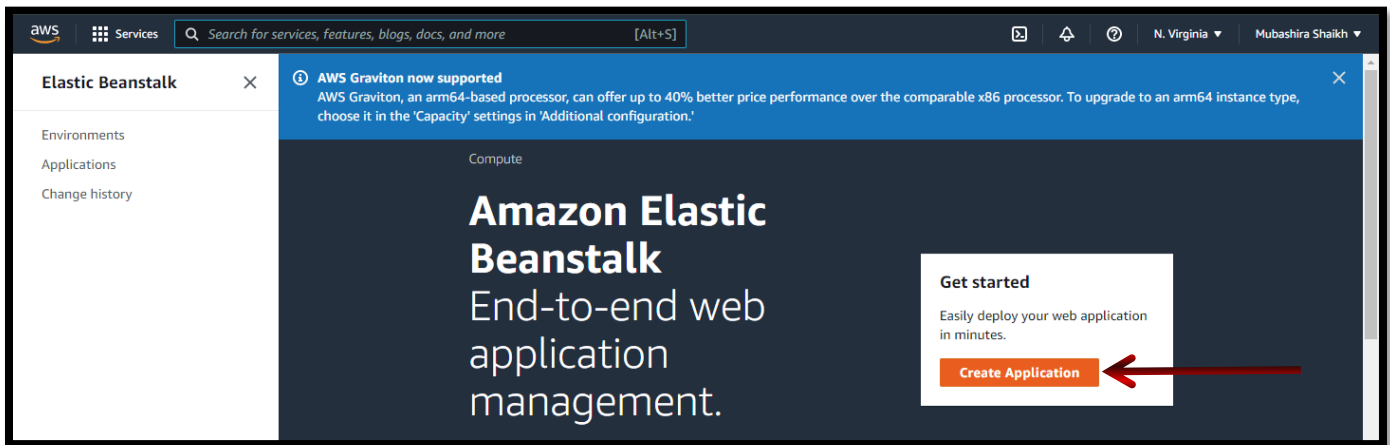 aws
Services
Search for services, features, blogs, docs, and more
[Alt+S]
N. Virginia ▼
Mubashira Shaikh ▼
Elastic Beanstalk
Environments
Applications
Change history
AWS Graviton now supported
AWS Graviton, an arm64-based processor, can offer up to 40% better price performance over the comparable x86 processor. To upgrade to an arm64 instance type,
choose it in the 'Capacity' settings in 'Additional configuration.'
Compute
Amazon Elastic
Beanstalk
End-to-end web
application
management.
Get started
Easily deploy your web application
in minutes.
Create Application